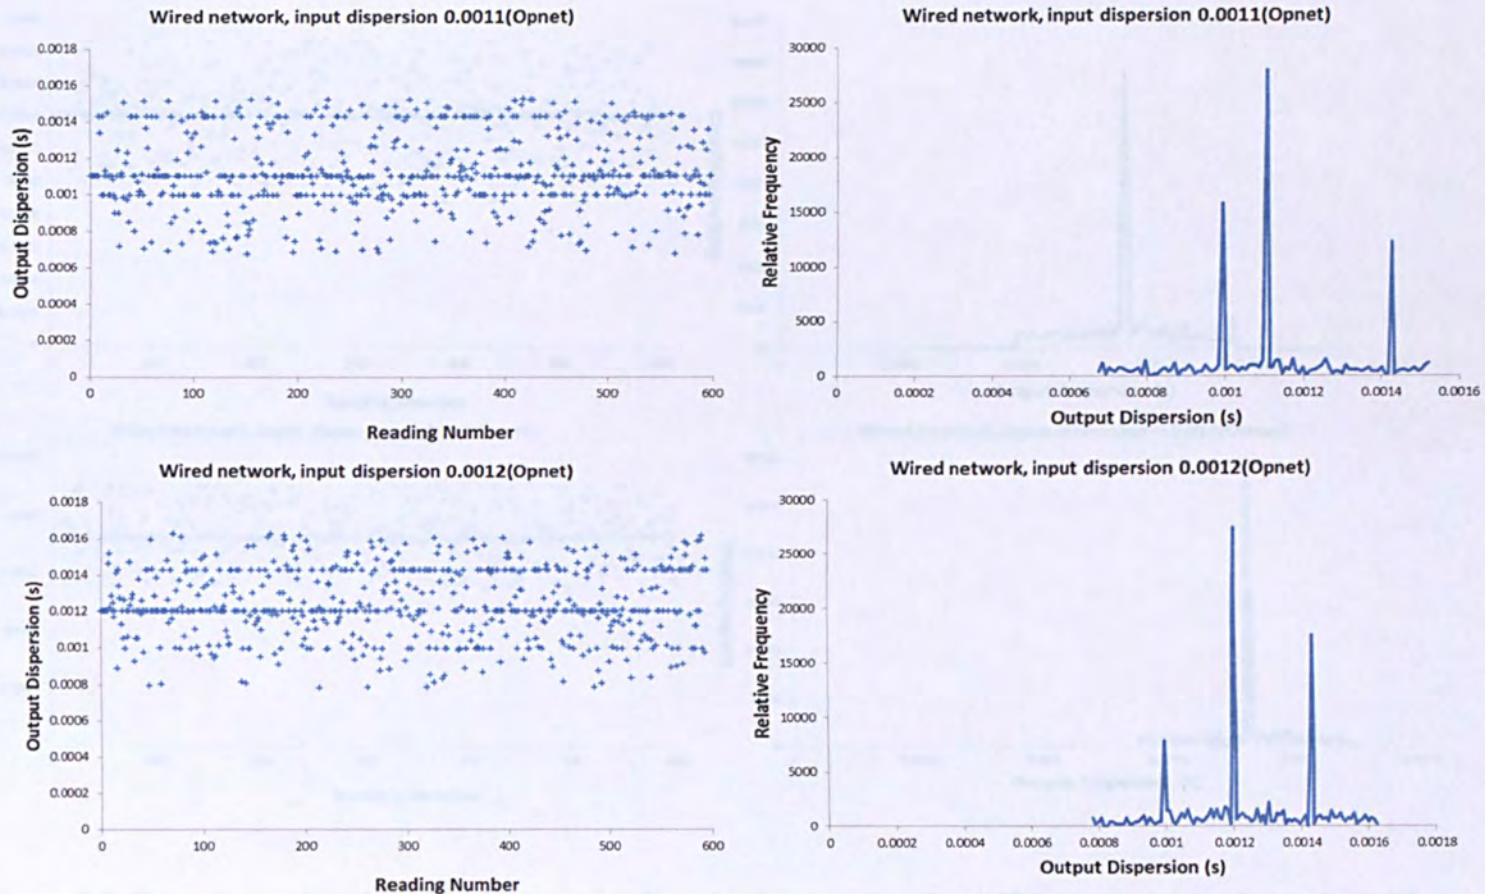 Wired network, input dispersion 0.0011(Opnet)
Output Dispersion (s)
0.0018
0.0016
0.0014
0.0012
0.001
0.0008
0.0006
0.0004
0.0002
0
0 100 200 300 400 500 600
Reading Number
Wired network, input dispersion 0.0011(Opnet)
Relative Frequency
30000
25000
20000
15000
10000
5000
0
0 0.0002 0.0004 0.0006 0.0008 0.001 0.0012 0.0014 0.0016
Output Dispersion (s)
Wired network, input dispersion 0.0012(Opnet)
Output Dispersion (s)
0.0018
0.0016
0.0014
0.0012
0.001
0.0008
0.0006
0.0004
0.0002
0
0 100 200 300 400 500 600
Reading Number
Wired network, input dispersion 0.0012(Opnet)
Relative Frequency
30000
25000
20000
15000
10000
5000
0
0 0.0002 0.0004 0.0006 0.0008 0.001 0.0012 0.0014 0.0016 0.0018
Output Dispersion (s)